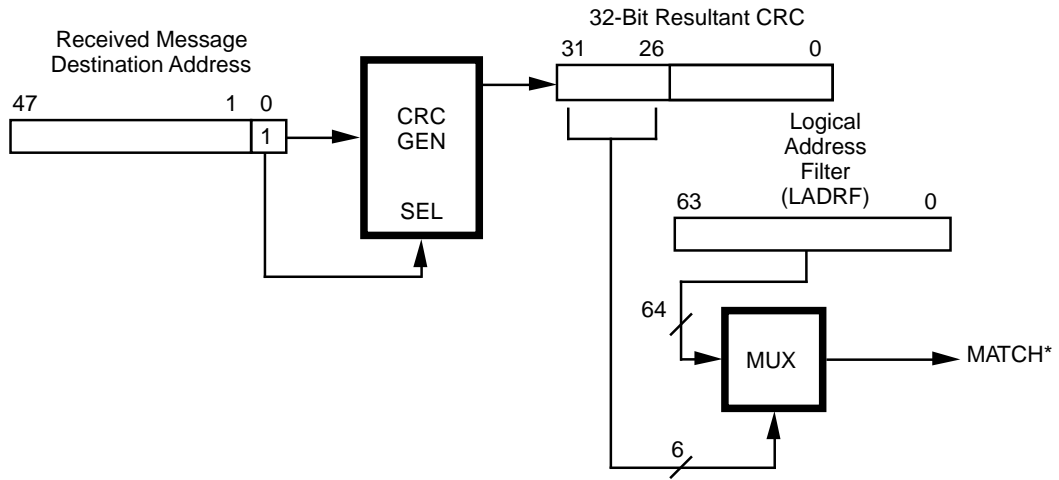 Received Message
Destination Address
47 1 0
1
CRC
GEN
SEL
32-Bit Resultant CRC
31 26 0
Logical
Address
Filter
(LADRF)
63 0
64
MUX
MATCH*
6